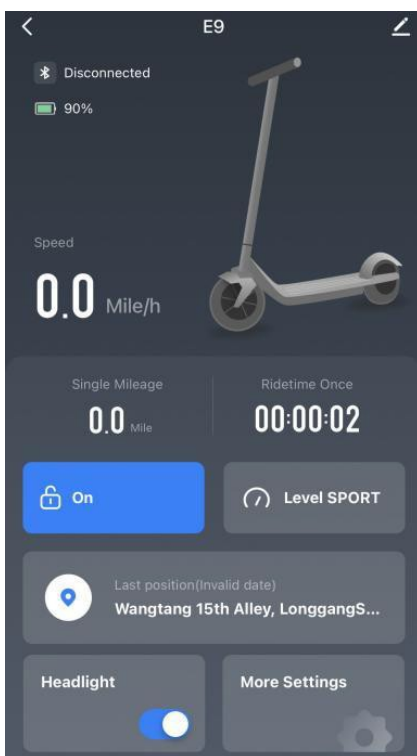 E9
Disconnected
90%
Speed
0.0 Mile/h
Single Mileage
Ridetime Once
0.0 Mile
00:00:02
On
Level SPORT
Last position(Invalid date)
Wangtang 15th Alley, LonggangS...
Headlight
More Settings